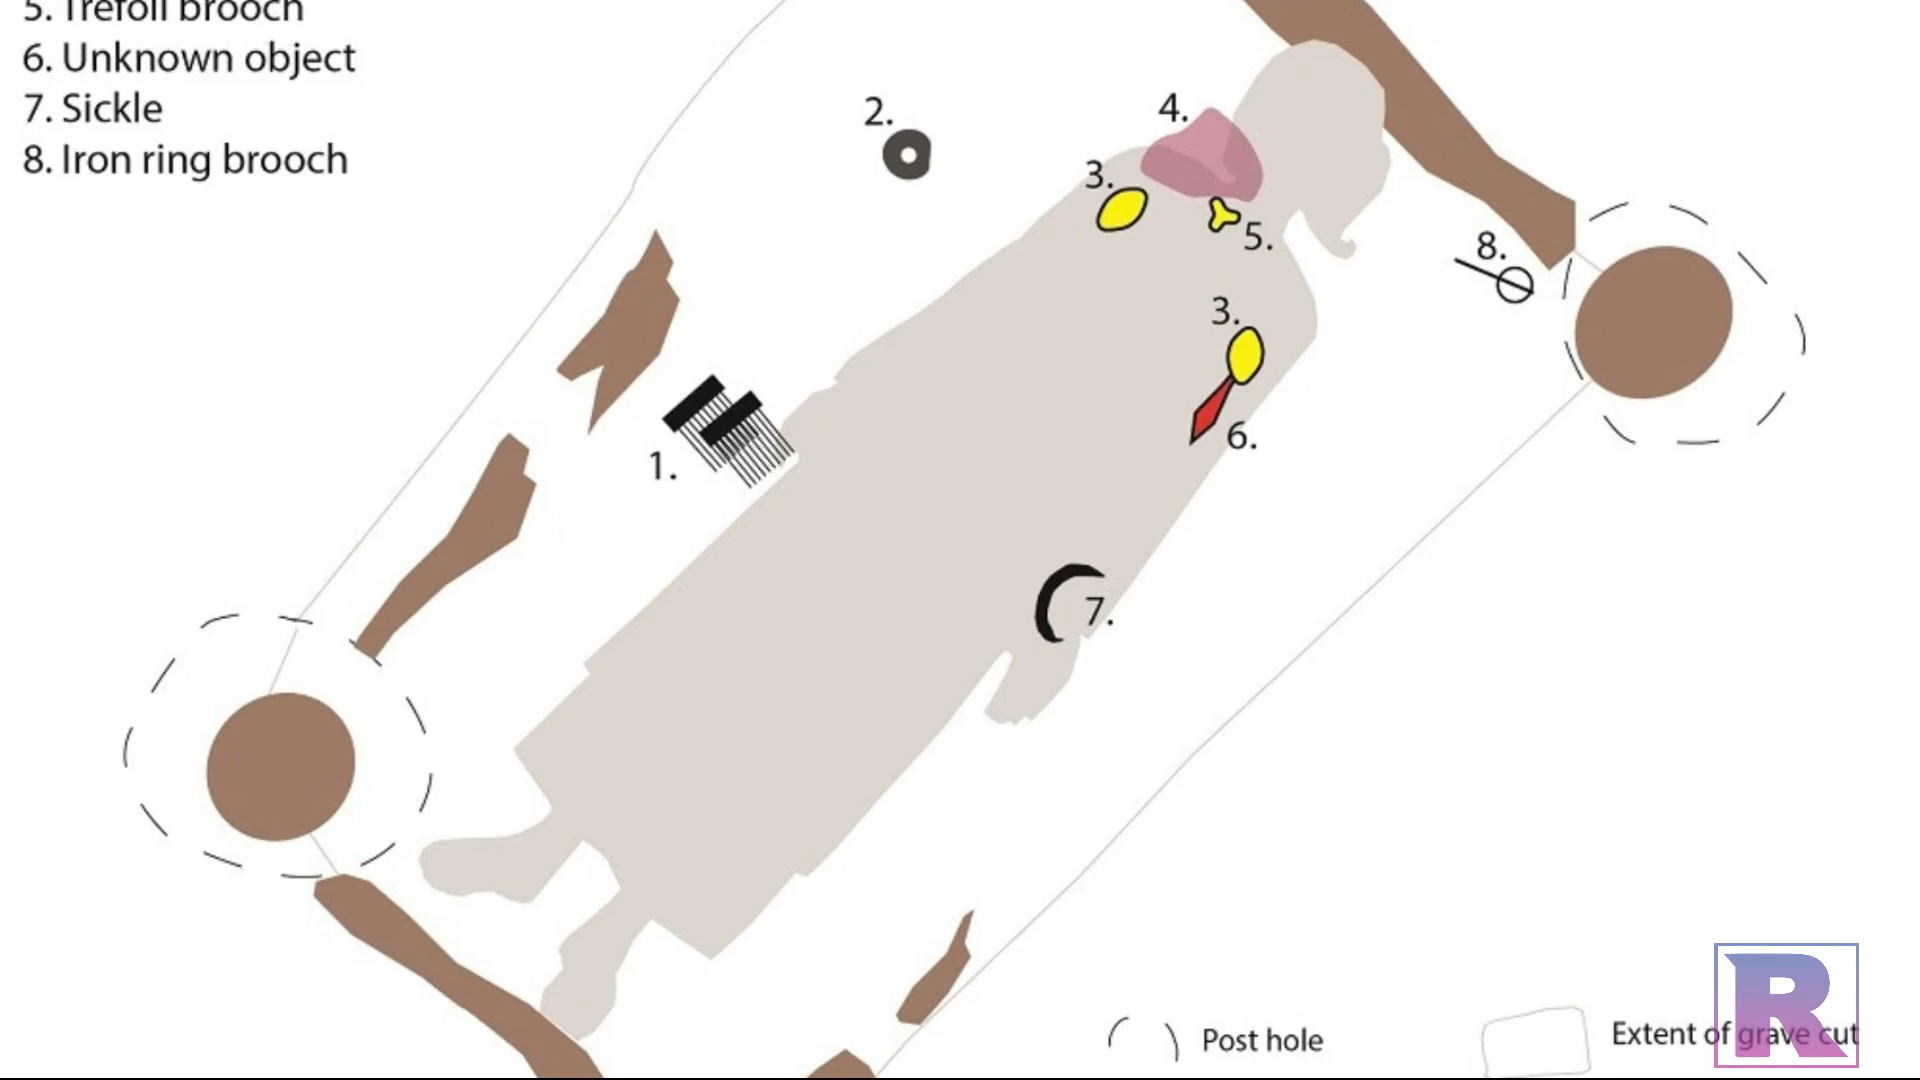 5. Trefoil brooch
6. Unknown object
7. Sickle
8. Iron ring brooch
2.
4.
3.
5.
8.
3.
6.
1.
7.
Post hole
Extent of grave cut
R